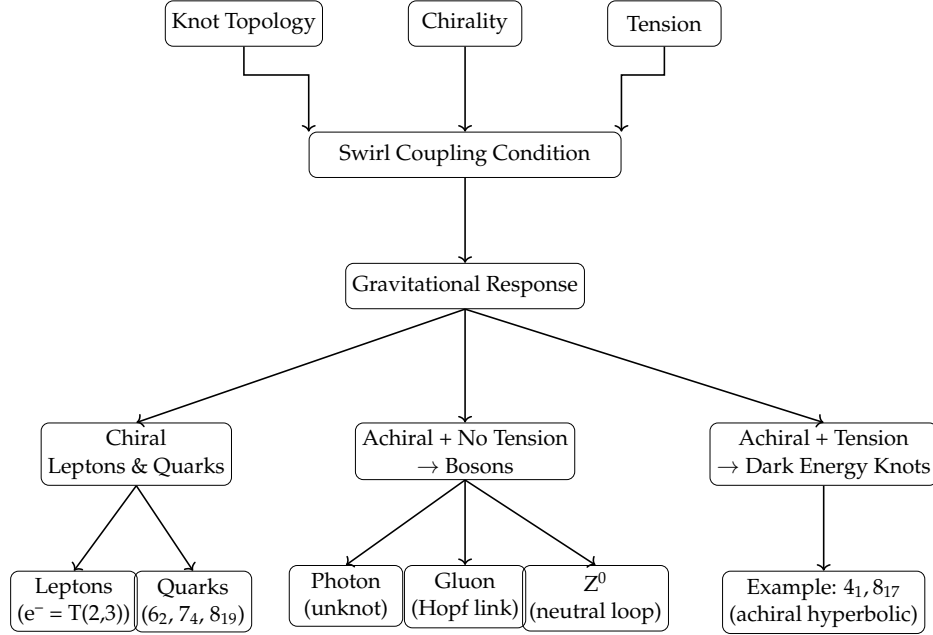 Knot Topology
Chirality
Tension
Swirl Coupling Condition
Gravitational Response
Chiral
Leptons & Quarks
Achiral + No Tension
→ Bosons
Achiral + Tension
→ Dark Energy Knots
Leptons
(e⁻ = T(2,3))
Quarks
(6₂, 7₄, 8₁₉)
Photon
(unknot)
Gluon
(Hopf link)
Z⁰
(neutral loop)
Example: 4₁, 8₁₇
(achiral hyperbolic)